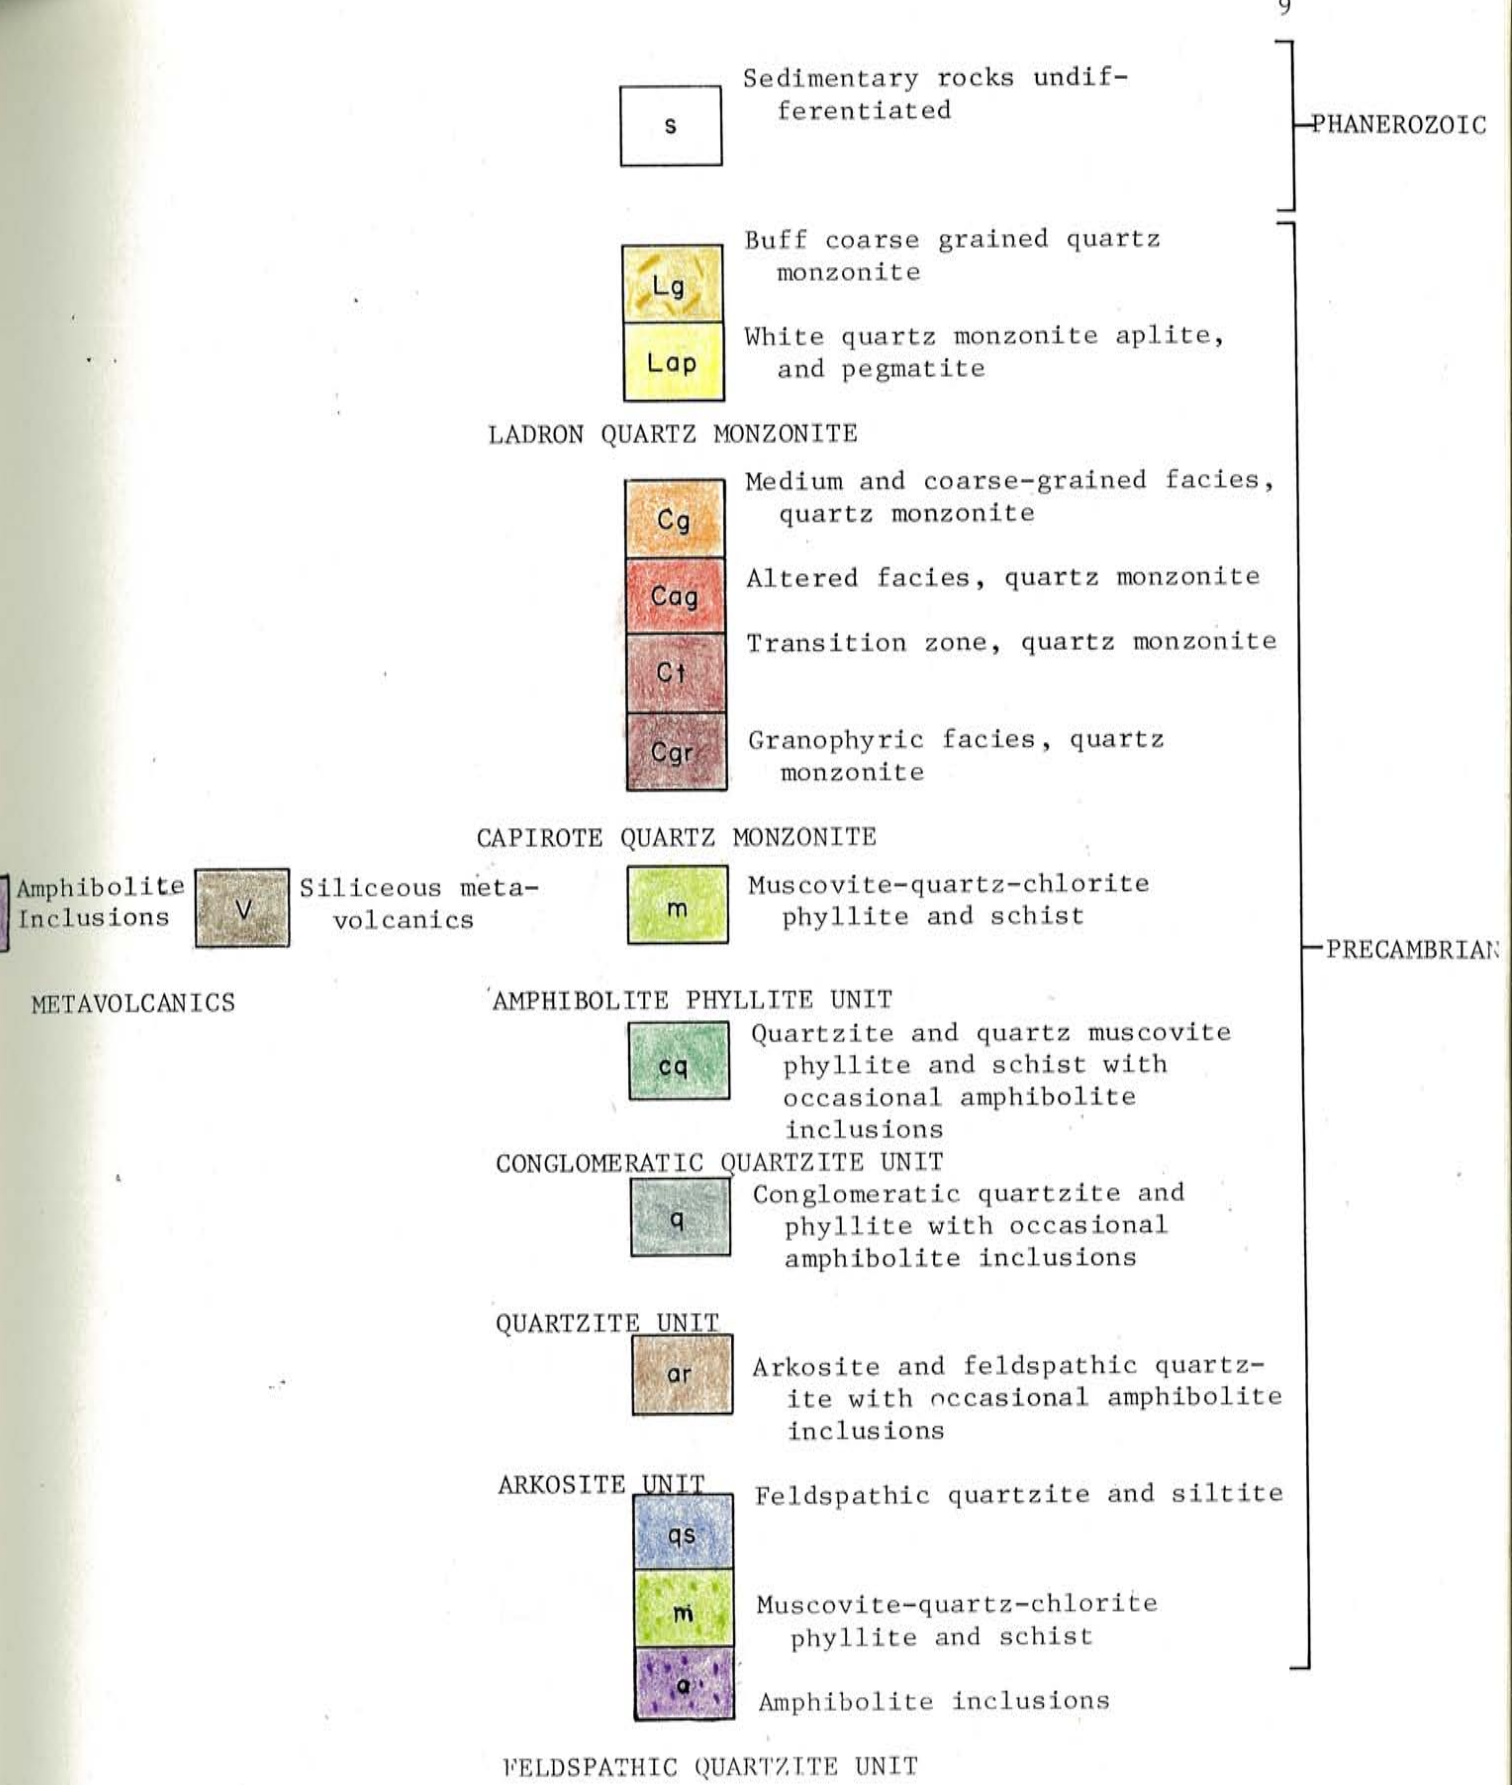 9
Sedimentary rocks undif-
ferentiated
s
PHANEROZOIC
Buff coarse grained quartz
monzonite
Lg
White quartz monzonite aplite,
and pegmatite
Lap
LADRON QUARTZ MONZONITE
Medium and coarse-grained facies,
quartz monzonite
Cg
Altered facies, quartz monzonite
Cag
Transition zone, quartz monzonite
Ct
Granophyric facies, quartz
monzonite
Cgr
CAPIROTE QUARTZ MONZONITE
Amphibolite
Inclusions
V
Siliceous meta-
volcanics
m
Muscovite-quartz-chlorite
phyllite and schist
PRECAMBRIAN
METAVOLCANICS
AMPHIBOLITE PHYLLITE UNIT
cq
Quartzite and quartz muscovite
phyllite and schist with
occasional amphibolite
inclusions
CONGLOMERATIC QUARTZITE UNIT
q
Conglomeratic quartzite and
phyllite with occasional
amphibolite inclusions
QUARTZITE UNIT
ar
Arkosite and feldspathic quartz-
ite with occasional amphibolite
inclusions
ARKOSITE UNIT
qs
Feldspathic quartzite and siltite
m
Muscovite-quartz-chlorite
phyllite and schist
a
Amphibolite inclusions
FELDSPATHIC QUARTZITE UNIT